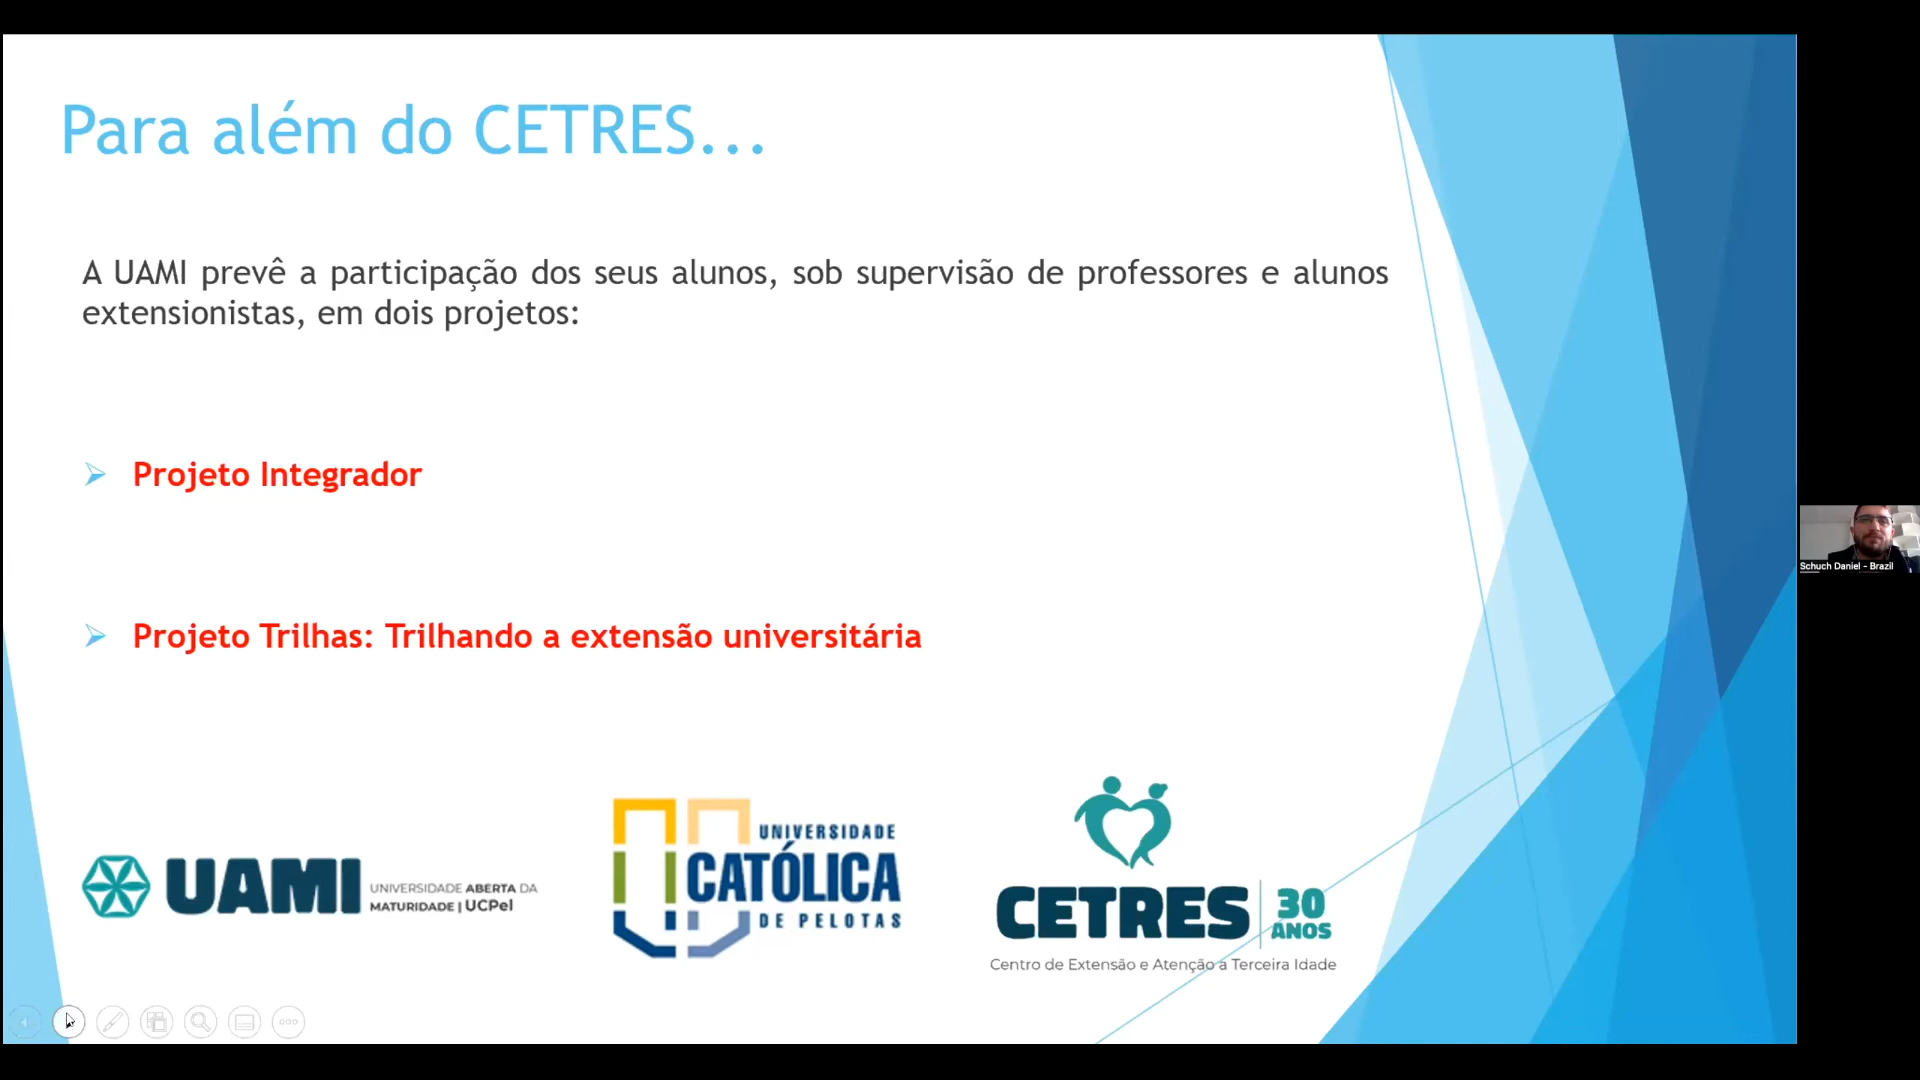 Para além do CETRES...
A UAMI prevê a participação dos seus alunos, sob supervisão de professores e alunos
extensionistas, em dois projetos:
Projeto Integrador
Projeto Trilhas: Trilhando a extensão universitária
UAMI
UNIVERSIDADE ABERTA DA
MATURIDADE | UCPel
UNIVERSIDADE
CATÓLICA
DE PELOTAS
CETRES
30
ANOS
Centro de Extensão e Atenção a Terceira Idade
Schuch Daniel - Brazil